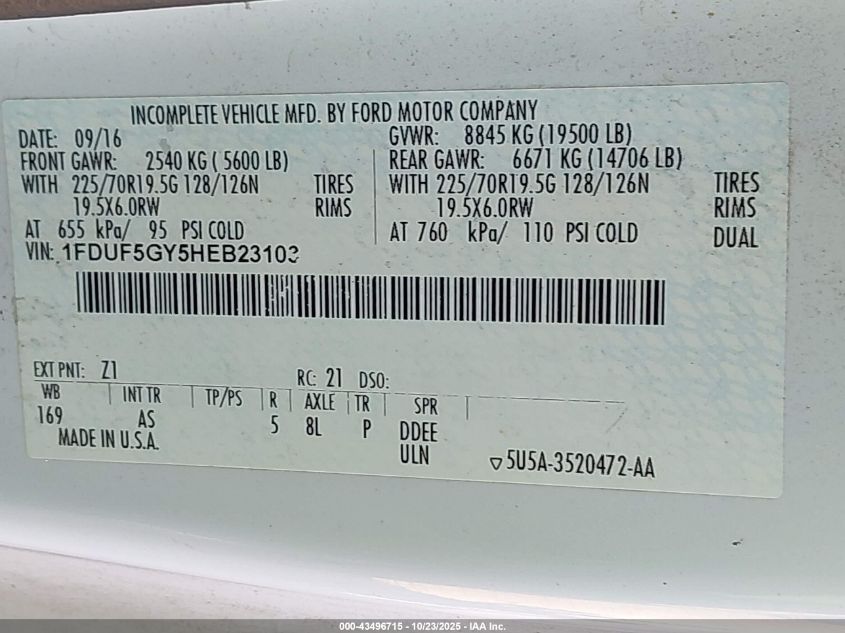 INCOMPLETE VEHICLE MFD. BY FORD MOTOR COMPANY
DATE: 09/16 GVWR: 8845 KG (19500 LB)
FRONT GAWR: 2540 KG ( 5600 LB) REAR GAWR: 6671 KG (14706 LB)
WITH 225/70R19.5G 128/126N TIRES WITH 225/70R19.5G 128/126N TIRES
19.5X6.0RW RIMS 19.5X6.0RW RIMS
AT 655 kPa/ 95 PSI COLD AT 760 kPa/ 110 PSI COLD DUAL
VIN: 1FDUF5GY5HEB23103
EXT PNT: Z1 RC: 21 DSO:
WB INT TR TP/PS R AXLE TR SPR
169 AS 5 8L P DDEE
MADE IN U.S.A. ULN 5U5A-3520472-AA
000-43496715 - 10/23/2025 - IAA Inc.